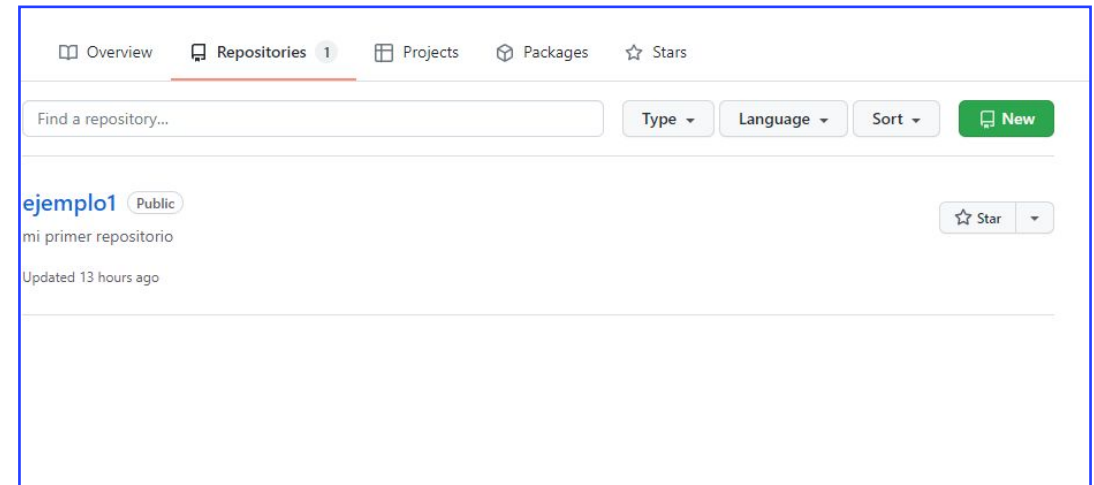 Overview Repositories 1 Projects Packages Stars
Find a repository... Type Language Sort New
ejemplo1 Public
Star
mi primer repositorio
Updated 13 hours ago